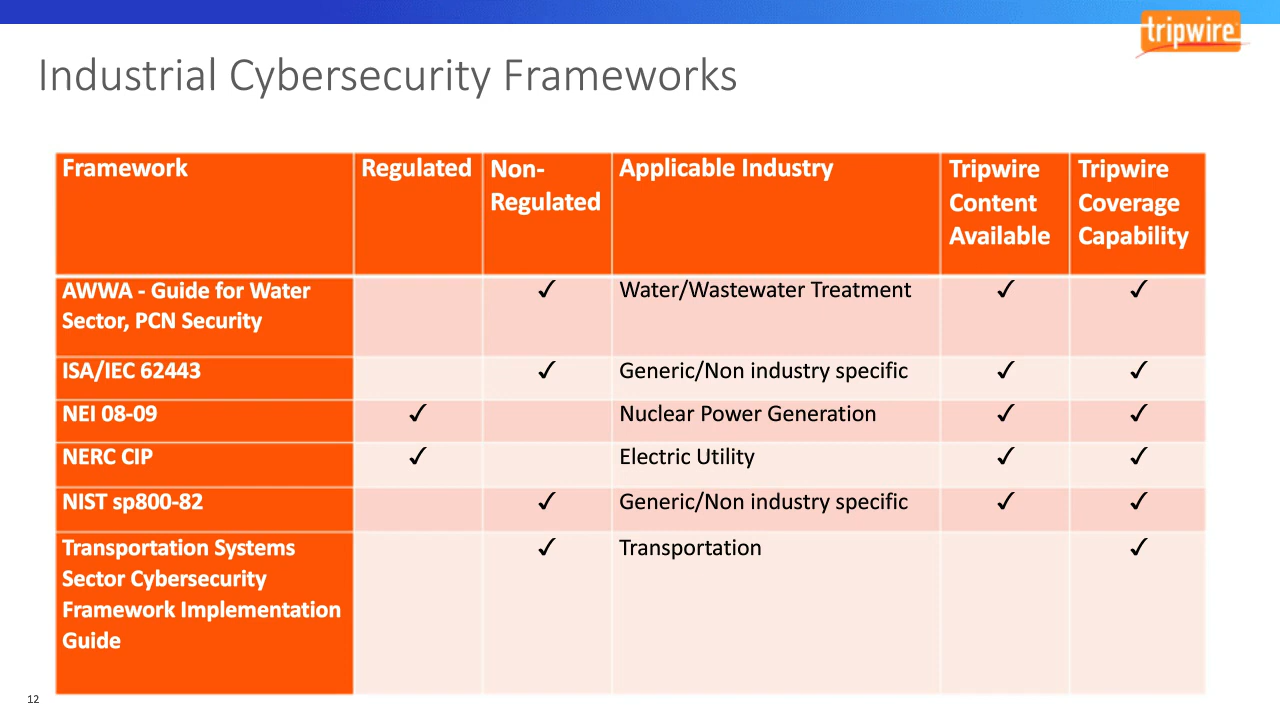 tripwire
Industrial Cybersecurity Frameworks
Framework Regulated Non- Applicable Industry Tripwire Tripwire
Regulated Content Coverage
Available Capability
AWWA - Guide for Water ✓ Water/Wastewater Treatment ✓ ✓
Sector, PCN Security
ISA/IEC 62443 ✓ Generic/Non industry specific ✓ ✓
NEI 08-09 ✓ Nuclear Power Generation ✓ ✓
NERC CIP ✓ Electric Utility ✓ ✓
NIST sp800-82 ✓ Generic/Non industry specific ✓ ✓
Transportation Systems ✓ Transportation ✓
Sector Cybersecurity
Framework Implementation
Guide
12